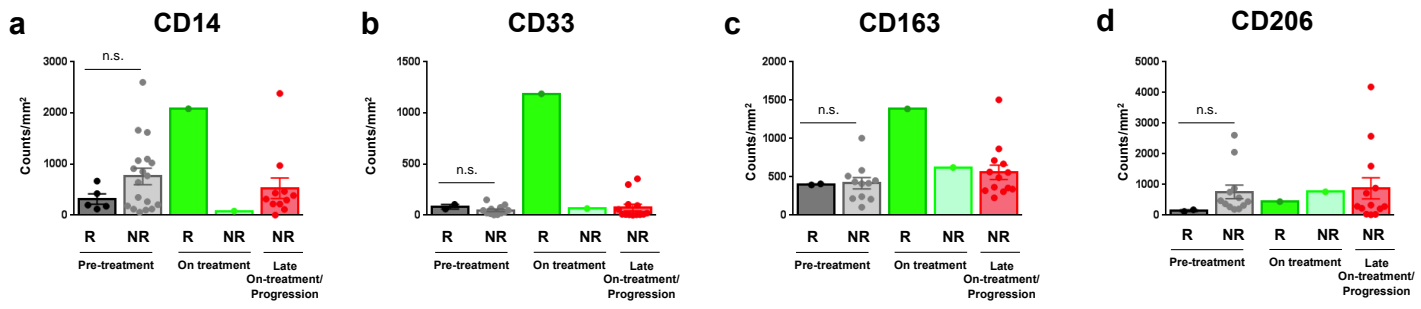 a CD14
Counts/mm²
3000
2000
1000
0
n.s.
R NR R NR NR
Pre-treatment On treatment Late
On-treatment/
Progression
b CD33
Counts/mm²
1500
1000
500
0
n.s.
R NR R NR NR
Pre-treatment On treatment Late
On-treatment/
Progression
c CD163
Counts/mm²
2000
1500
1000
500
0
n.s.
R NR R NR NR
Pre-treatment On treatment Late
On-treatment/
Progression
d CD206
Counts/mm²
5000
4000
3000
2000
1000
0
n.s.
R NR R NR NR
Pre-treatment On treatment Late
On-treatment/
Progression